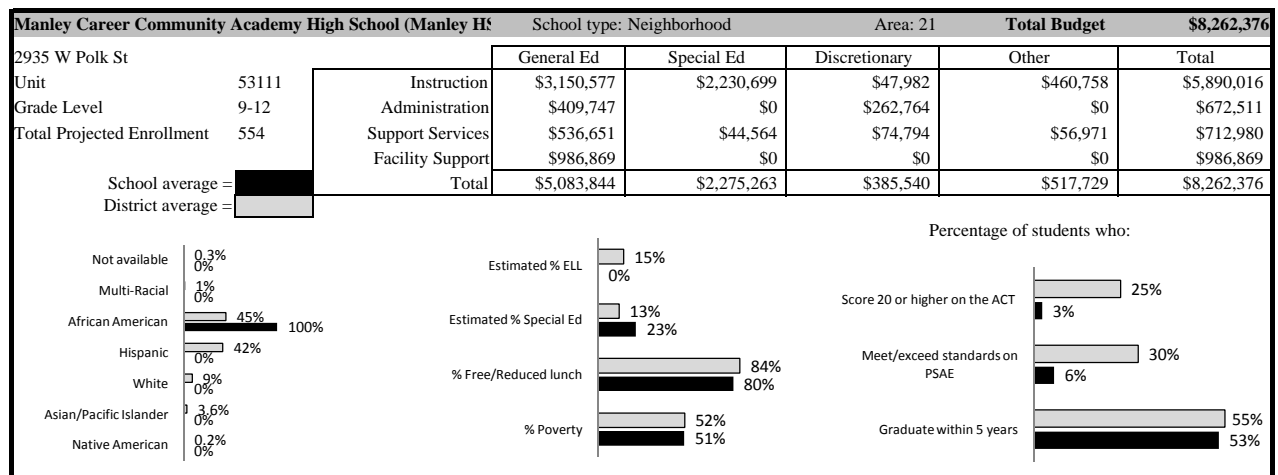 Manley Career Community Academy High School (Manley HS School type: Neighborhood Area: 21 Total Budget $8,262,376
2935 W Polk St General Ed Special Ed Discretionary Other Total
Unit 53111 Instruction $3,150,577 $2,230,699 $47,982 $460,758 $5,890,016
Grade Level 9-12 Administration $409,747 $0 $262,764 $0 $672,511
Total Projected Enrollment 554 Support Services $536,651 $44,564 $74,794 $56,971 $712,980
Facility Support $986,869 $0 $0 $0 $986,869
School average = Total $5,083,844 $2,275,263 $385,540 $517,729 $8,262,376
District average =
Not available 0.3%
0%
Multi-Racial 1%
0%
African American 45%
100%
Hispanic 42%
0%
White 9%
0%
Asian/Pacific Islander 3.6%
0%
Native American 0.2%
0%
Estimated % ELL 15%
0%
Estimated % Special Ed 13%
23%
% Free/Reduced lunch 84%
80%
% Poverty 52%
51%
Percentage of students who:
Score 20 or higher on the ACT 25%
3%
Meet/exceed standards on
PSAE
30%
6%
Graduate within 5 years 55%
53%